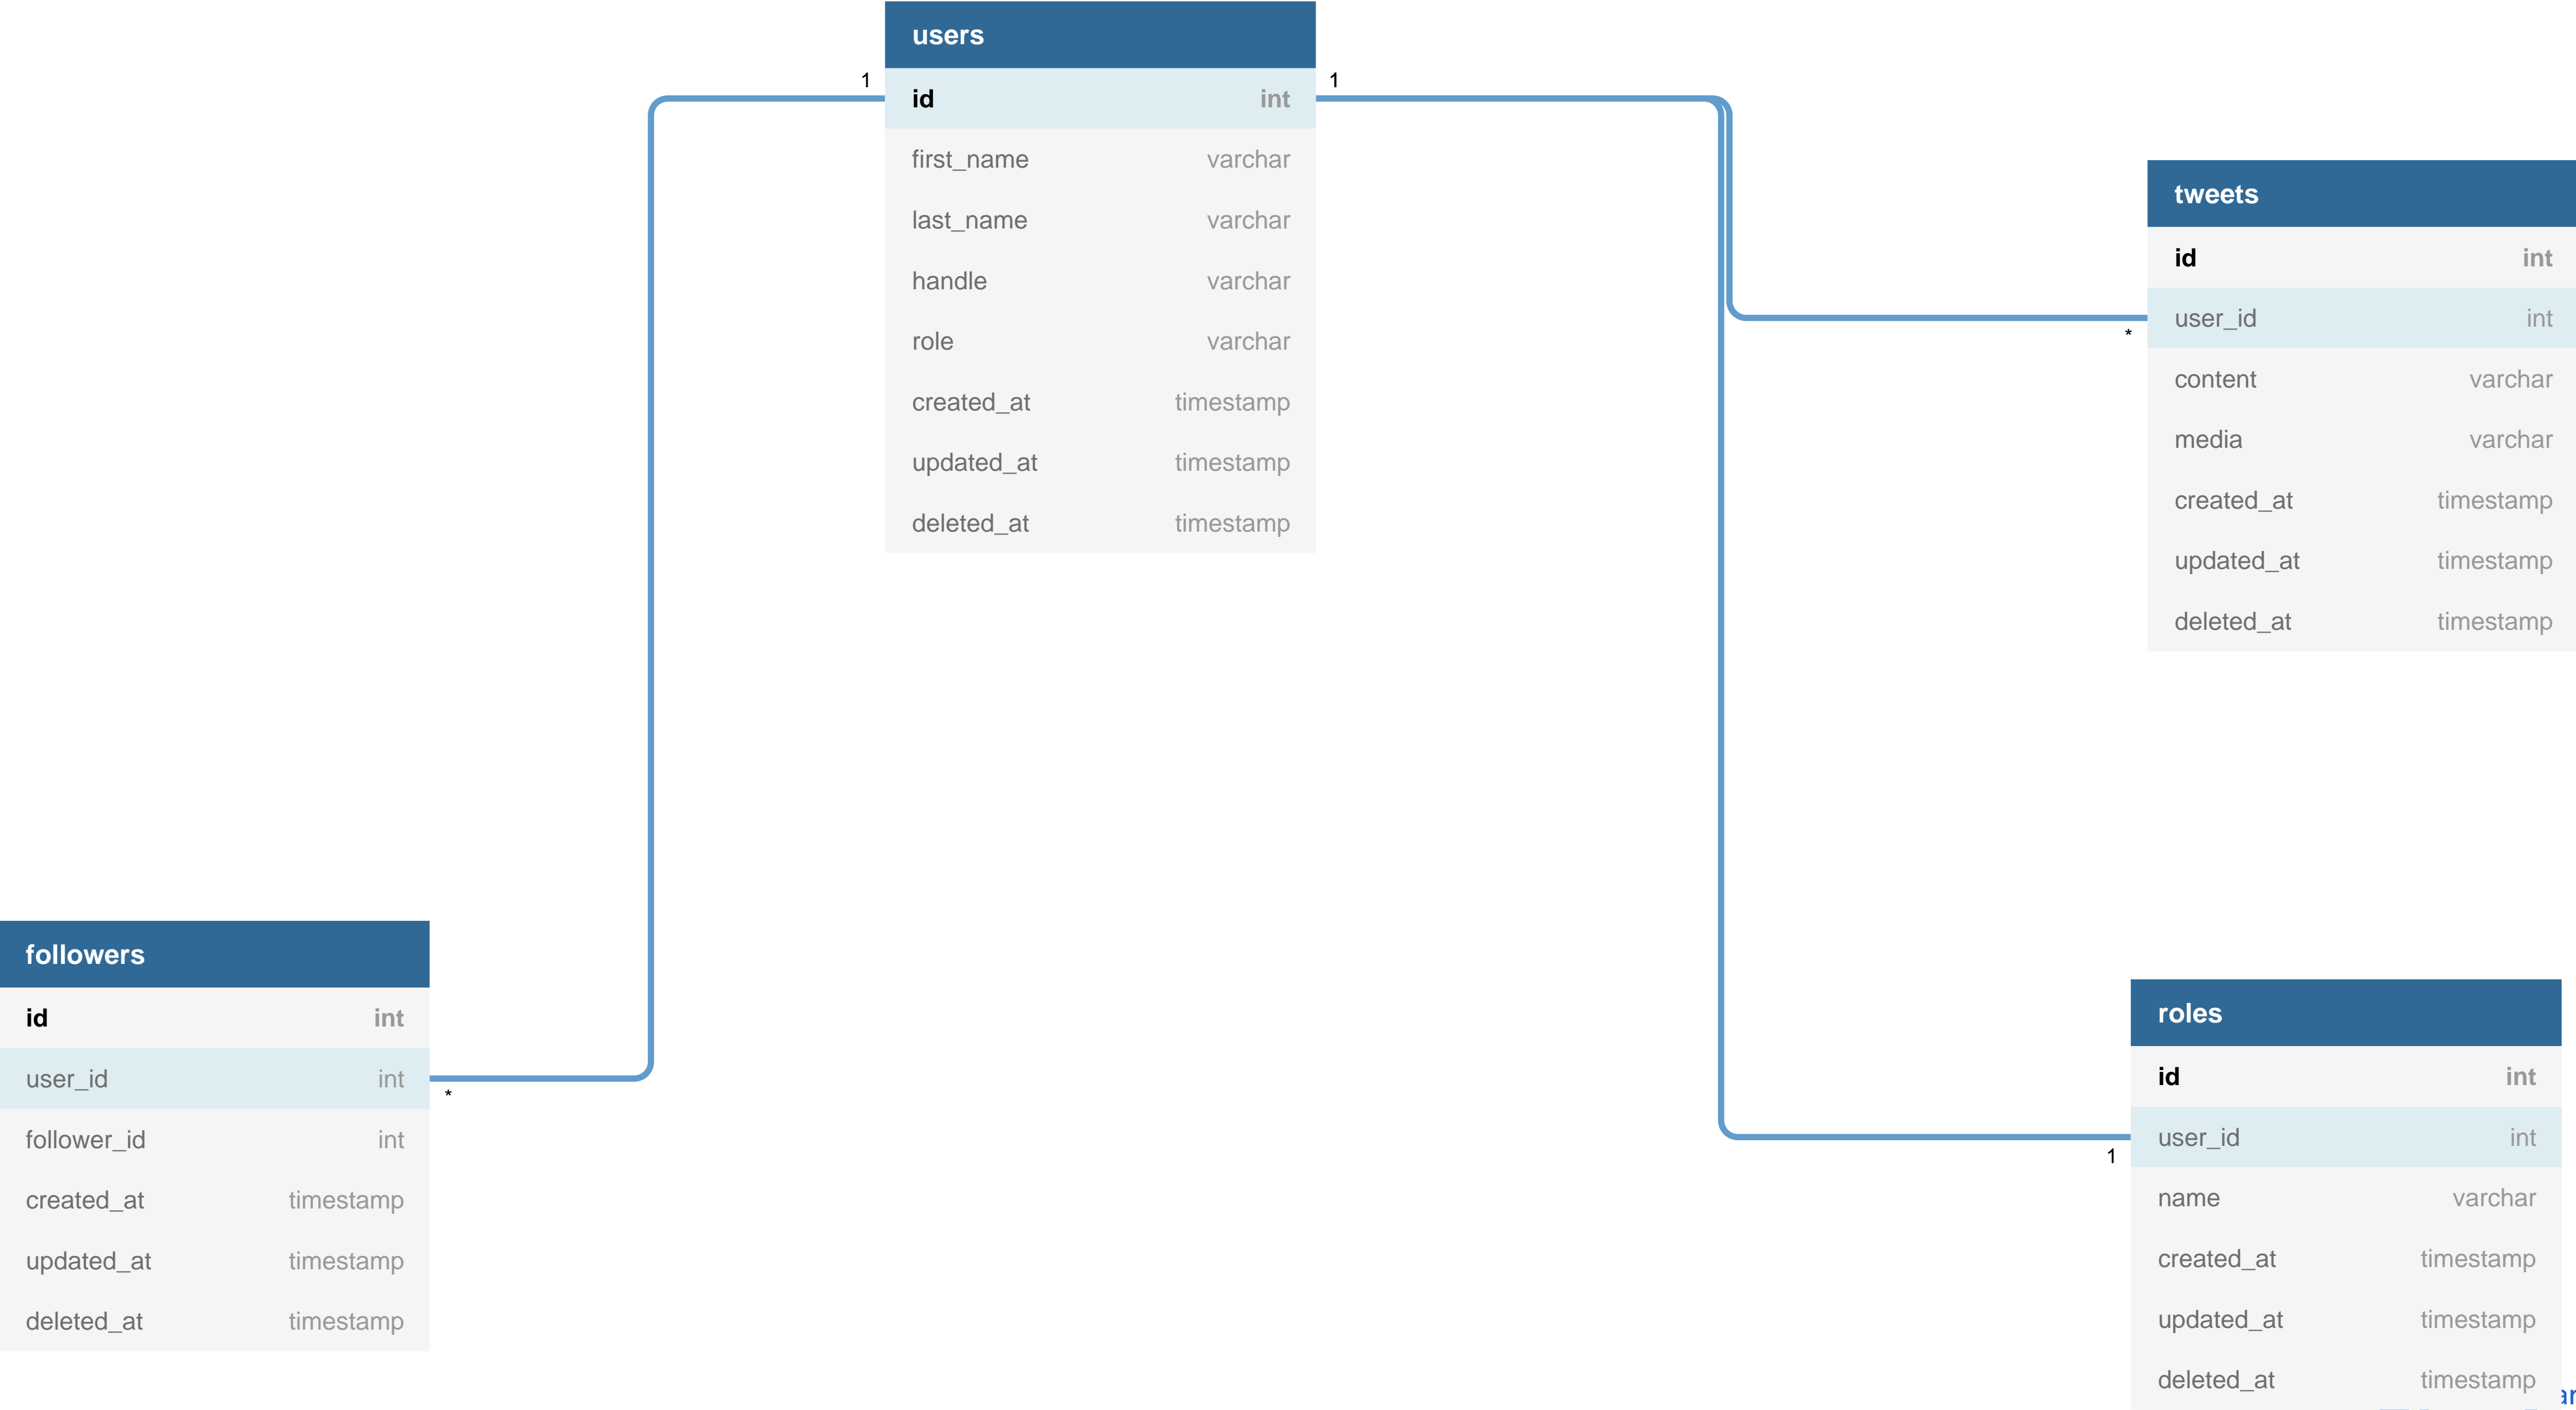 users
1
1
id int
first_name varchar
last_name varchar
handle varchar
role varchar
created_at timestamp
updated_at timestamp
deleted_at timestamp
tweets
id int
user_id int
*
content varchar
media varchar
created_at timestamp
updated_at timestamp
deleted_at timestamp
followers
id int
user_id int
*
follower_id int
created_at timestamp
updated_at timestamp
deleted_at timestamp
roles
id int
user_id int
1
name varchar
created_at timestamp
updated_at timestamp
deleted_at timestamp